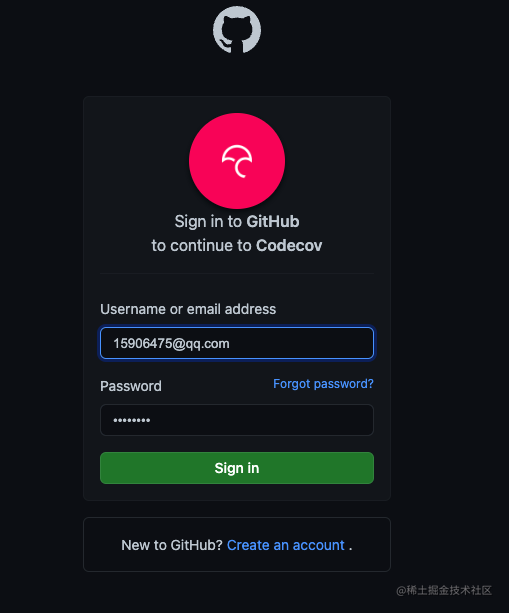 Sign in to GitHub
to continue to Codecov
Username or email address
15906475@qq.com
Password Forgot password?
••••••••
Sign in
New to GitHub? Create an account .
@稀土掘金技术社区